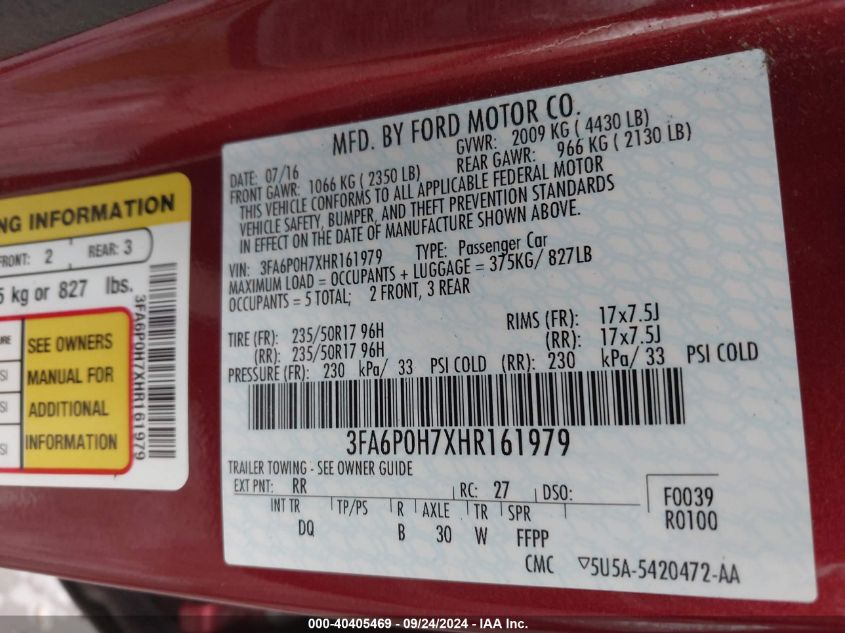 NG INFORMATION
FRONT: 2 REAR: 3
5 kg or 827 lbs.
SEE OWNERS
MANUAL FOR
ADDITIONAL
INFORMATION
3FA6P0H7XHR161979
MFD. BY FORD MOTOR CO.
DATE: 07/16 GVWR: 2009 KG ( 4430 LB)
FRONT GAWR: 1066 KG ( 2350 LB) REAR GAWR: 966 KG ( 2130 LB)
THIS VEHICLE CONFORMS TO ALL APPLICABLE FEDERAL MOTOR
VEHICLE SAFETY, BUMPER, AND THEFT PREVENTION STANDARDS
IN EFFECT ON THE DATE OF MANUFACTURE SHOWN ABOVE.
VIN: 3FA6P0H7XHR161979 TYPE: Passenger Car
MAXIMUM LOAD = OCCUPANTS + LUGGAGE = 375KG/ 827LB
OCCUPANTS = 5 TOTAL; 2 FRONT, 3 REAR
TIRE (FR): 235/50R17 96H RIMS (FR): 17x7.5J
(RR): 235/50R17 96H (RR): 17x7.5J
PRESSURE (FR): 230 kPa/ 33 PSI COLD (RR): 230 kPa/ 33 PSI COLD
3FA6P0H7XHR161979
TRAILER TOWING - SEE OWNER GUIDE
EXT PNT: RR RC: 27 DSO: F0039
INT TR TP/PS R AXLE TR SPR R0100
DQ B 30 W FFPP
CMC ▽5U5A-5420472-AA
000-40405469 - 09/24/2024 - IAA, Inc.